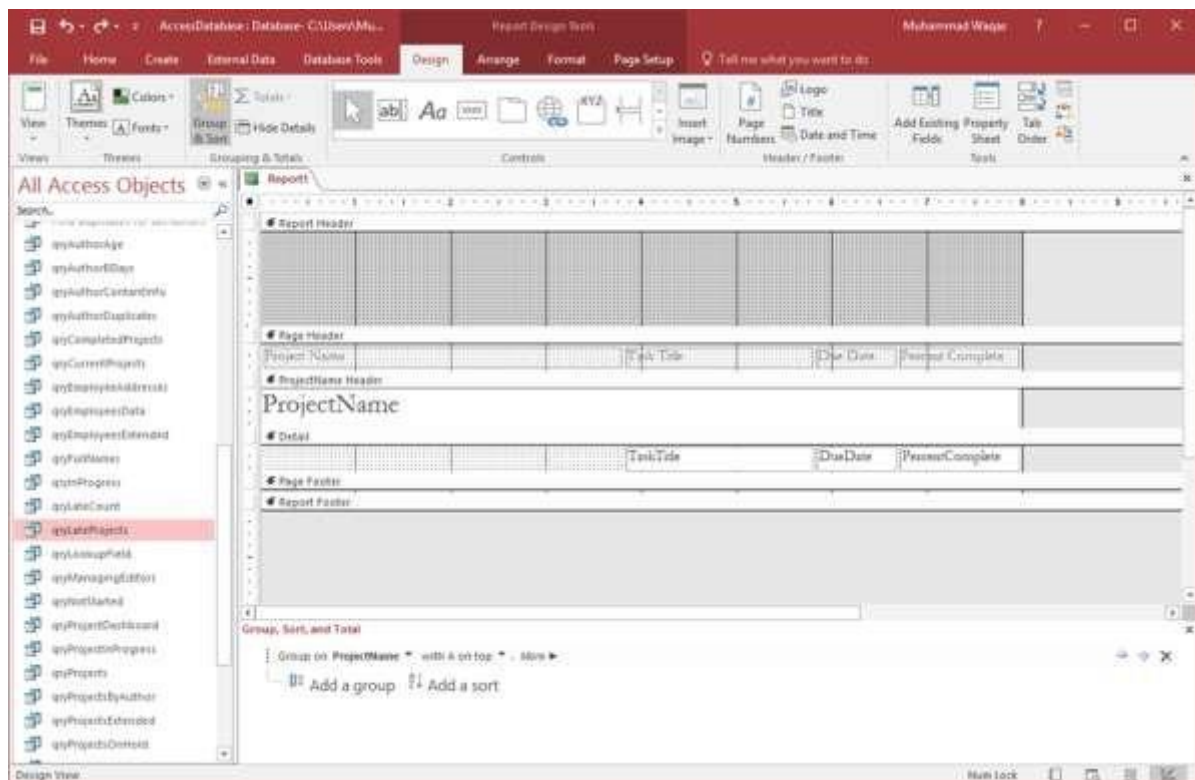 AccessDatabase : Database- C:\Users\Mu...
Report Design Tools
Muhammad Waqas
?
File Home Create External Data Database Tools Design Arrange Format Page Setup Tell me what you want to do
View
Themes
Colors
Fonts
Group & Sort
Totals
Hide Details
ab| Aa xxxx XYZ
Insert Image
Page Numbers
Logo
Title
Date and Time
Add Existing Fields
Property Sheet
Tab Order
Views Themes Grouping & Totals Controls Header / Footer Tools
All Access Objects
Search...
qryAuthorAge
qryAuthorBDays
qryAuthorContactInfo
qryAuthorDuplicates
qryCompletedProjects
qryCurrentProjects
qryEmployeeAddresses
qryEmployeesData
qryEmployeesExtended
qryFullNames
qryInProgress
qryLateCount
qryLateProjects
qryLookupField
qryManagingEditors
qryNotStarted
qryProjectDashboard
qryProjectInProgress
qryProjects
qryProjectsByAuthor
qryProjectsExtended
qryProjectsOnHold
Report1
Report Header
Page Header
Project Name Task Title Due Date Percent Complete
ProjectName Header
ProjectName
Detail
TaskTitle DueDate PercentComplete
Page Footer
Report Footer
Group, Sort, and Total
Group on ProjectName with A on top , More
Add a group Add a sort
Design View
Num Lock